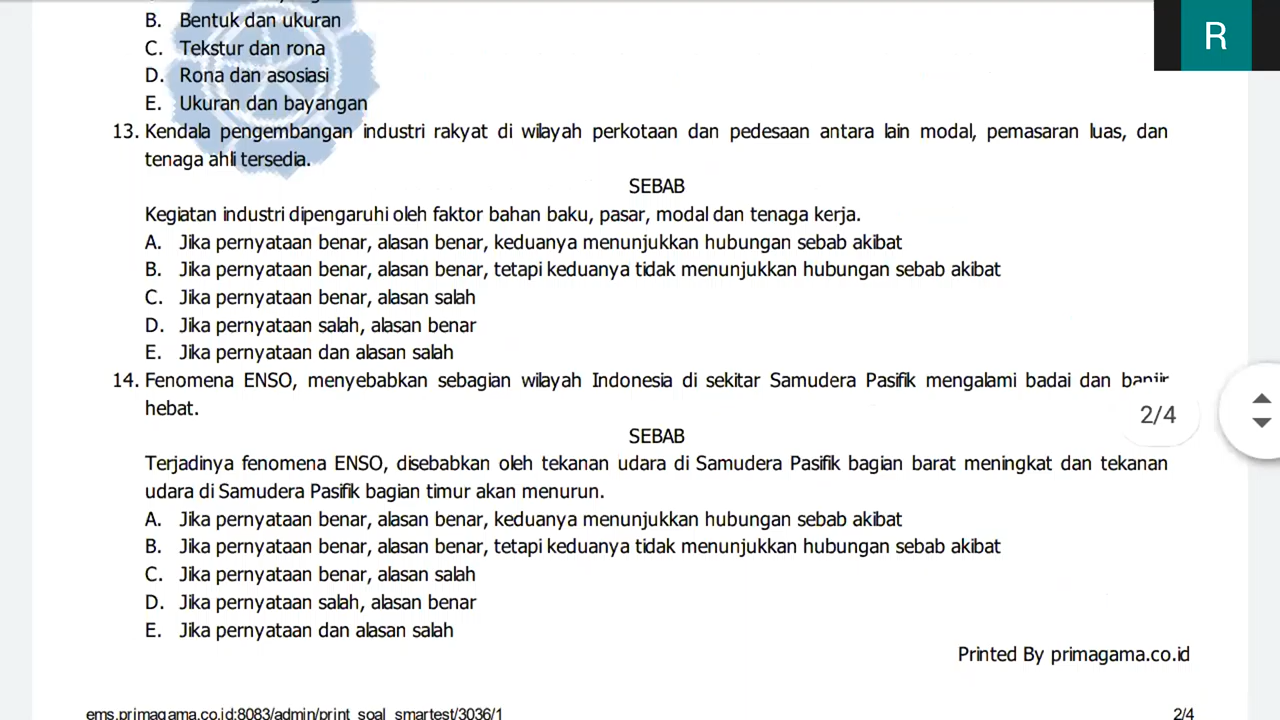 R
B. Bentuk dan ukuran
C. Tekstur dan rona
D. Rona dan asosiasi
E. Ukuran dan bayangan
13. Kendala pengembangan industri rakyat di wilayah perkotaan dan pedesaan antara lain modal, pemasaran luas, dan
tenaga ahli tersedia.
SEBAB
Kegiatan industri dipengaruhi oleh faktor bahan baku, pasar, modal dan tenaga kerja.
A. Jika pernyataan benar, alasan benar, keduanya menunjukkan hubungan sebab akibat
B. Jika pernyataan benar, alasan benar, tetapi keduanya tidak menunjukkan hubungan sebab akibat
C. Jika pernyataan benar, alasan salah
D. Jika pernyataan salah, alasan benar
E. Jika pernyataan dan alasan salah
14. Fenomena ENSO, menyebabkan sebagian wilayah Indonesia di sekitar Samudera Pasifik mengalami badai dan banjir
hebat.
2/4
SEBAB
Terjadinya fenomena ENSO, disebabkan oleh tekanan udara di Samudera Pasifik bagian barat meningkat dan tekanan
udara di Samudera Pasifik bagian timur akan menurun.
A. Jika pernyataan benar, alasan benar, keduanya menunjukkan hubungan sebab akibat
B. Jika pernyataan benar, alasan benar, tetapi keduanya tidak menunjukkan hubungan sebab akibat
C. Jika pernyataan benar, alasan salah
D. Jika pernyataan salah, alasan benar
E. Jika pernyataan dan alasan salah
Printed By primagama.co.id
ems.primagama.co.id:8083/admin/print_soal_smartest/3036/1 2/4